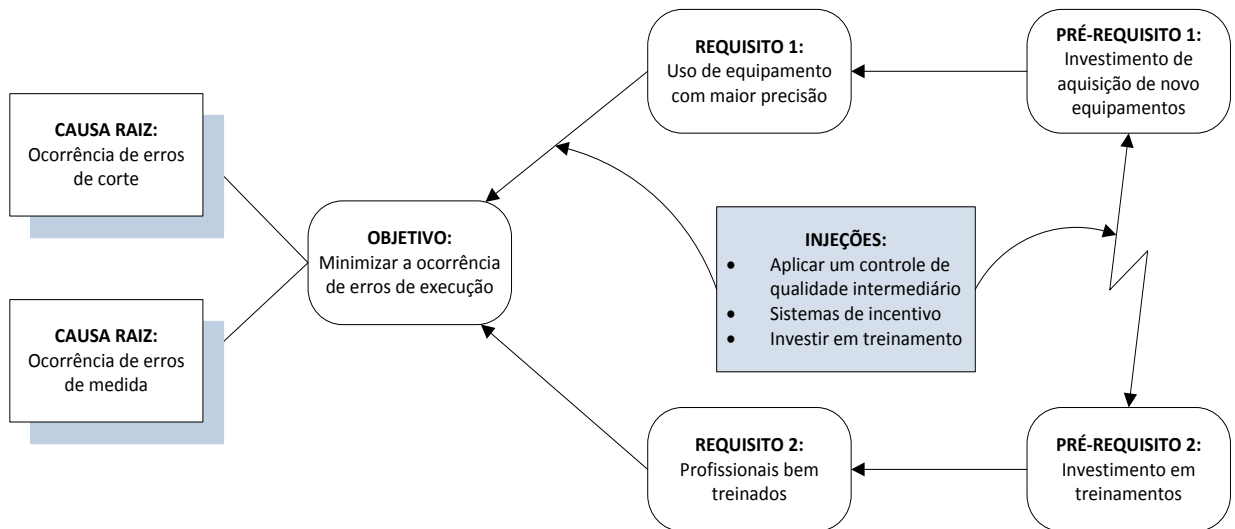 CAUSA RAIZ:
Ocorrência de erros
de corte
CAUSA RAIZ:
Ocorrência de erros
de medida
OBJETIVO:
Minimizar a ocorrência
de erros de execução
REQUISITO 1:
Uso de equipamento
com maior precisão
PRÉ-REQUISITO 1:
Investimento de
aquisição de novo
equipamentos
INJEÇÕES:
• Aplicar um controle de
qualidade intermediário
• Sistemas de incentivo
• Investir em treinamento
REQUISITO 2:
Profissionais bem
treinados
PRÉ-REQUISITO 2:
Investimento em
treinamentos